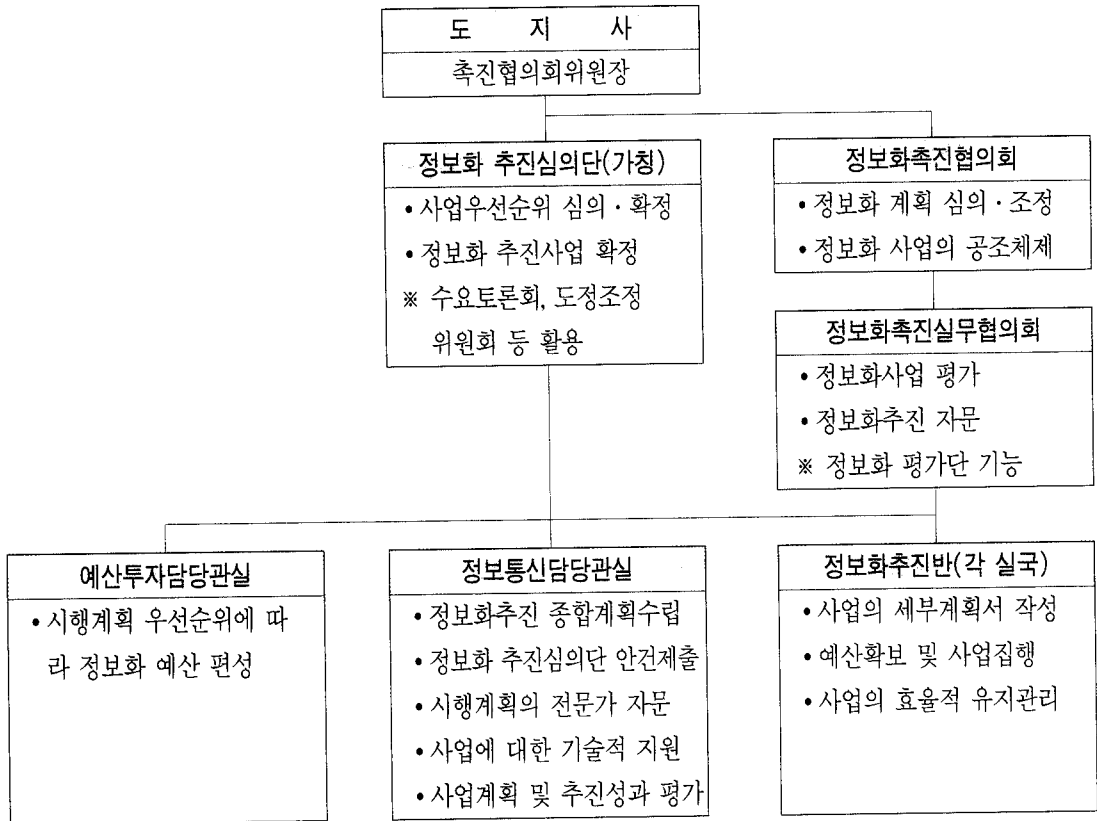 도 지 사
촉진협의회위원장
정보화 추진심의단(가칭)
• 사업우선순위 심의 · 확정
• 정보화 추진사업 확정
※ 수요토론회, 도정조정
위원회 등 활용
정보화촉진협의회
• 정보화 계획 심의 · 조정
• 정보화 사업의 공조체제
정보화촉진실무협의회
• 정보화사업 평가
• 정보화추진 자문
※ 정보화 평가단 기능
예산투자담당관실
• 시행계획 우선순위에 따
라 정보화 예산 편성
정보통신담당관실
• 정보화추진 종합계획수립
• 정보화 추진심의단 안건제출
• 시행계획의 전문가 자문
• 사업에 대한 기술적 지원
• 사업계획 및 추진성과 평가
정보화추진반(각 실국)
• 사업의 세부계획서 작성
• 예산확보 및 사업집행
• 사업의 효율적 유지관리